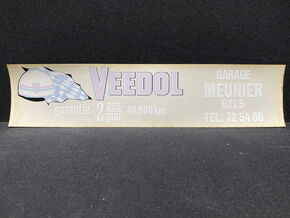 VEEDOL
garantie 2 ans jaar 40.000 km.
GARAGE
MEUNIER
BXL5
TEL: 72 54 86